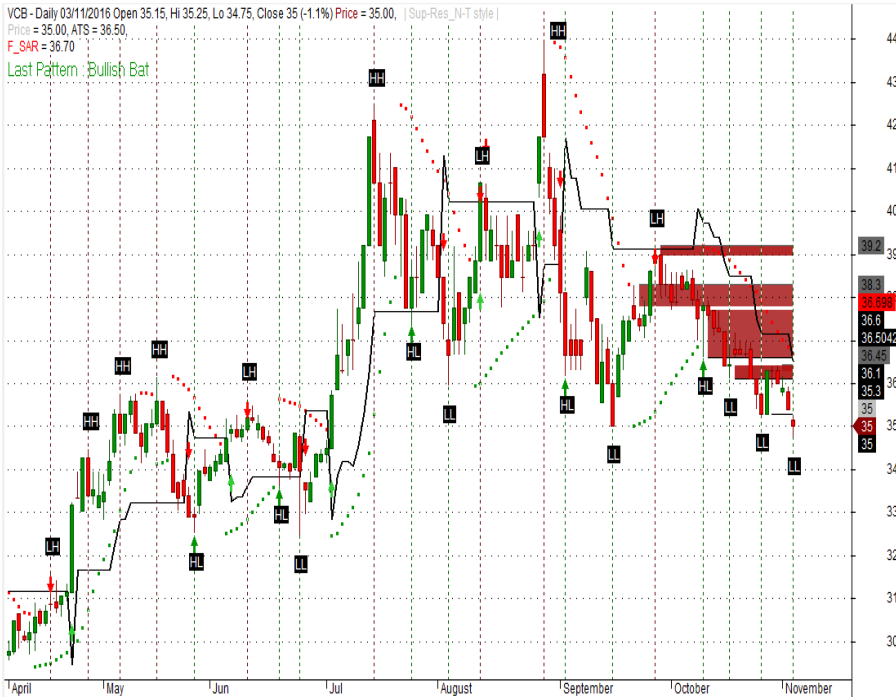 VCB - Daily 03/11/2016 Open 35.15, Hi 35.25, Lo 34.75, Close 35 (-1.1%) Price = 35.00, | Sup-Res_N-T style |
Price = 35.00, ATS = 36.50,
F_SAR = 36.70
Last Pattern : Bullish Bat
HH
HH
LH
LH
HH
HH
HH
LH
LH
HL
HL
LL
HL
LL
HL
LL
HL
LL
LL
LL
44
43
42
41
40
39
39.2
38.3
36.698
36.6
36.5042
36.45
36.1
36
35.3
35
35
35
35
34
33
32
31
30
April May Jun Jul August September October November